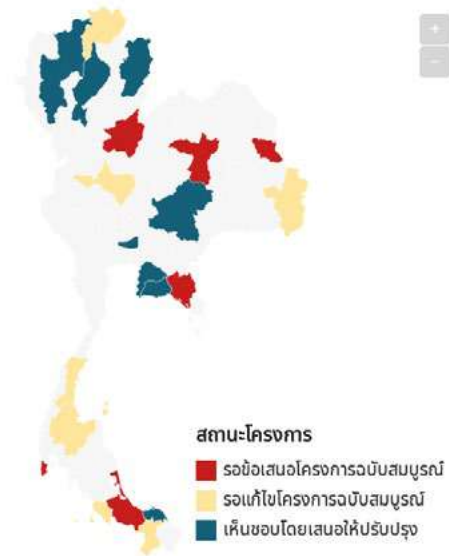 +
−
สถานะโครงการ
รอข้อเสนอโครงการฉบับสมบูรณ์
รอแก้ไขโครงการฉบับสมบูรณ์
เห็นชอบโดยเสนอให้ปรับปรุง